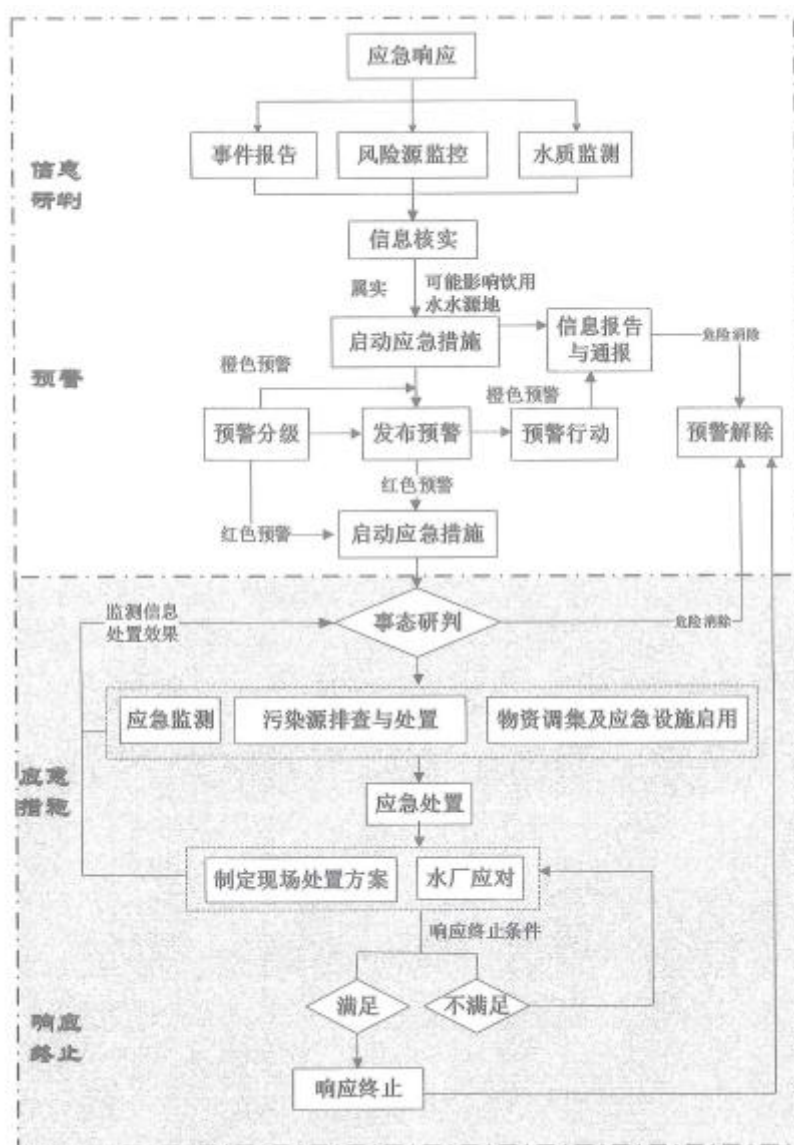 应急响应
事件报告
风险源监控
水质监测
信息
研判
信息核实
属实
可能影响饮用
水水源地
信息报告
与通报
危险消除
启动应急措施
橙色预警
预警
橙色预警
预警分级
发布预警
预警行动
预警解除
红色预警
红色预警
启动应急措施
监测信息
处置效果
事态研判
危险消除
应急监测
污染源排查与处置
物资调集及应急设施启用
应急
措施
应急处置
制定现场处置方案
水厂应对
响应终止条件
满足
不满足
响应
终止
响应终止